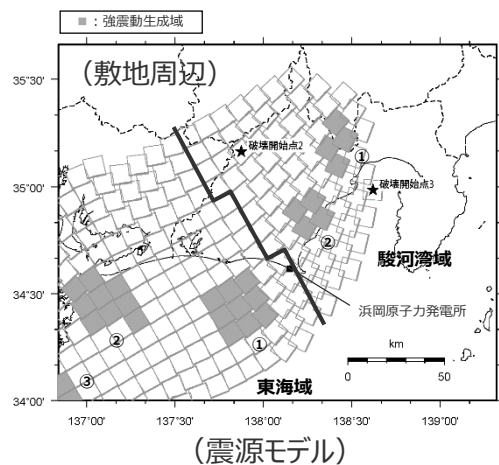 ：強震動生成域
（敷地周辺）
35°30'
35°00'
34°30'
34°00'
破壊開始点2
①
破壊開始点3
②
駿河湾域
浜岡原子力発電所
②
①
③
東海域
km
0
50
137°00'
137°30'
138°00'
138°30'
139°00'
（震源モデル）